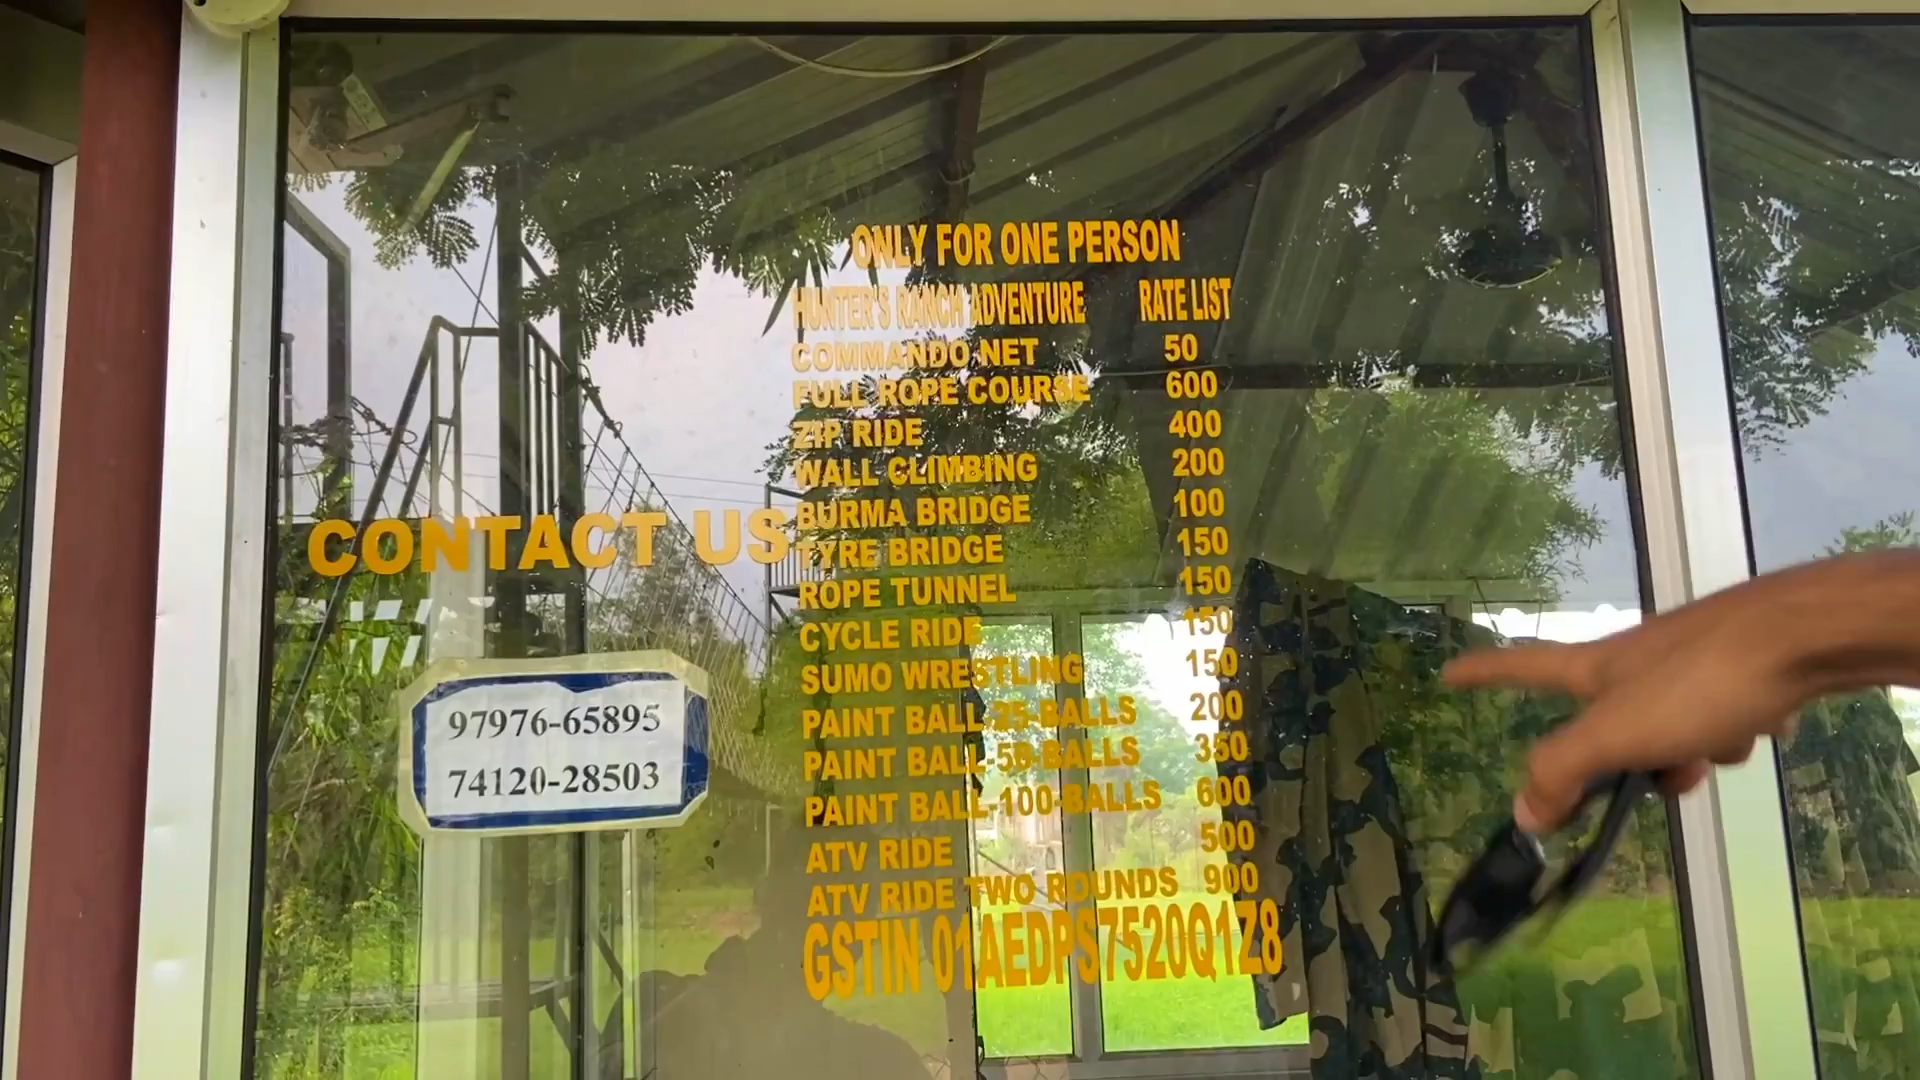 ONLY FOR ONE PERSON
HUNTER'S RANCH ADVENTURE RATE LIST
COMMANDO NET 50
FULL ROPE COURSE 600
ZIP RIDE 400
WALL CLIMBING 200
BURMA BRIDGE 100
TYRE BRIDGE 150
ROPE TUNNEL 150
CYCLE RIDE 150
SUMO WRESTLING 150
PAINT BALL-25-BALLS 200
PAINT BALL-50-BALLS 350
PAINT BALL-100-BALLS 600
ATV RIDE 500
ATV RIDE TWO ROUNDS 900
GSTIN 01AEDPS7520Q1Z8
CONTACT US
97976-65895
74120-28503